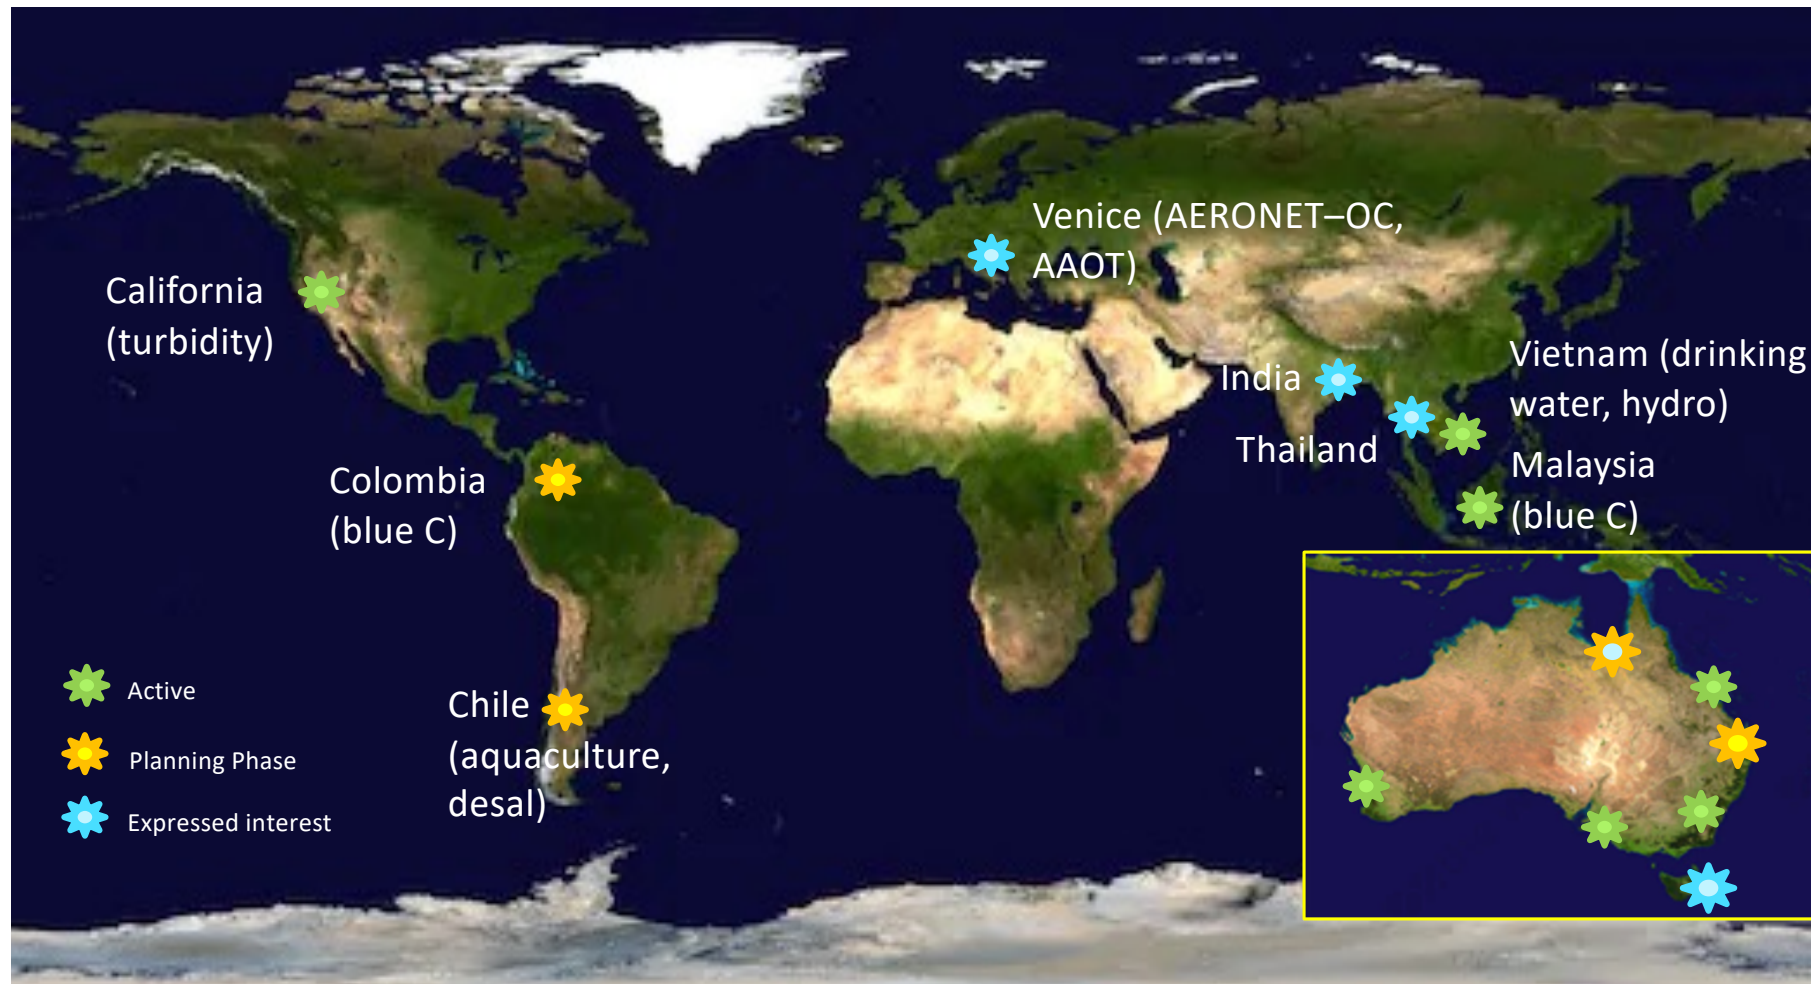 Venice (AERONET–OC,
AAOT)
California
(turbidity)
Vietnam (drinking
water, hydro)
India
Thailand
Malaysia
(blue C)
Colombia
(blue C)
Chile
(aquaculture,
desal)
Active
Planning Phase
Expressed interest